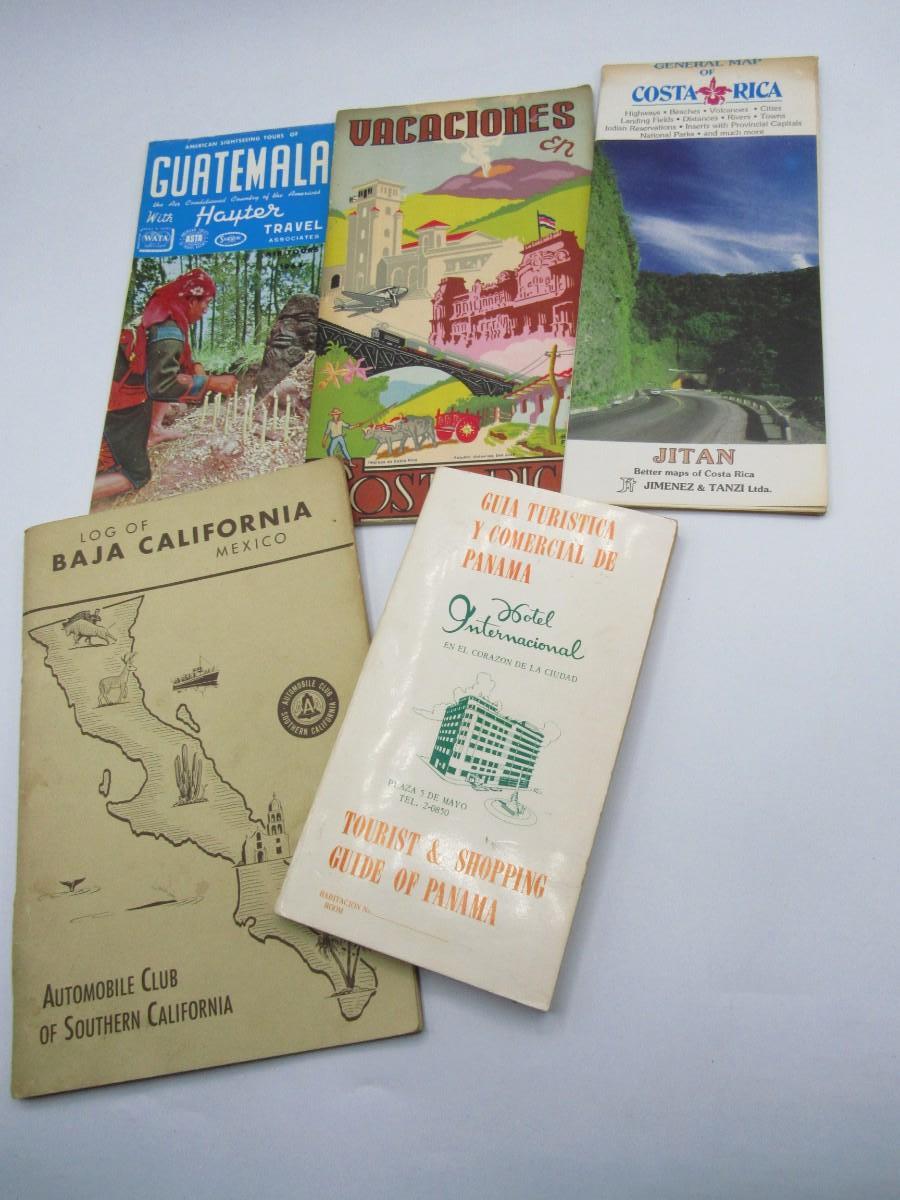 AMERICAN SIGHTSEEING TOURS OF
GUATEMALA
the Air Conditioned Country of the Americas
With Hayter
TRAVEL
ASSOCIATES
WATA
ASTA
VACACIONES
en
COSTA RICA
GENERAL MAP
OF
COSTA RICA
Highways • Beaches • Volcanoes • Cities
Landing Fields • Distances • Rivers • Towns
Indian Reservations • Inserts with Provincial Capitals
National Parks • and much more
JITAN
Better maps of Costa Rica
JIMENEZ & TANZI Ltda.
LOG OF
BAJA CALIFORNIA
MEXICO
AUTOMOBILE CLUB
SOUTHERN CALIFORNIA
AUTOMOBILE CLUB
OF SOUTHERN CALIFORNIA
GUIA TURISTICA
Y COMERCIAL DE
PANAMA
Hotel
Internacional
EN EL CORAZON DE LA CIUDAD
PLAZA 5 DE MAYO
TEL. 2-0850
TOURIST & SHOPPING
GUIDE OF PANAMA
HABITACION No.
ROOM